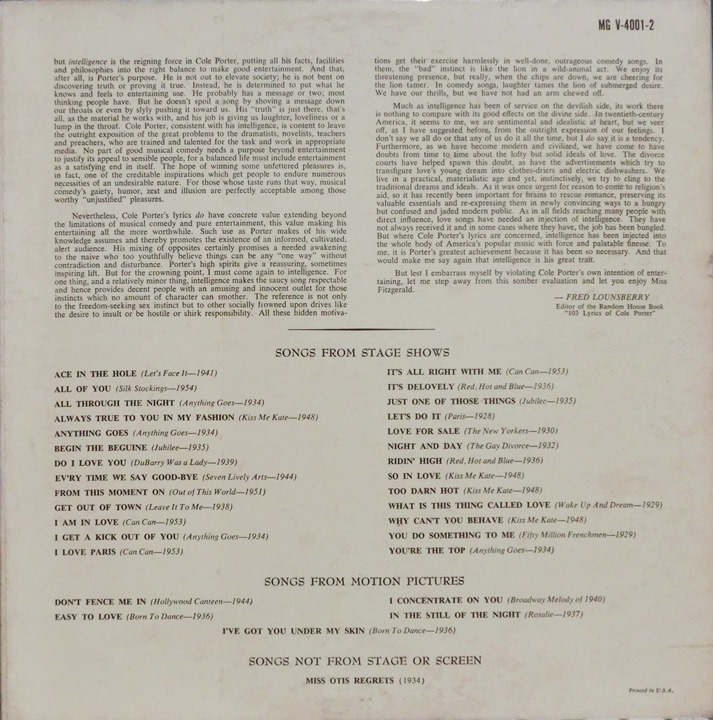 MG V-4001-2
but intelligence is the reigning force in Cole Porter, putting all his facts, facilities
and philosophies into the right balance to make good entertainment. And that,
after all, is Porter's purpose. He is not out to elevate society; he is not bent on
discovering truth or proving it true. Instead, he is determined to put what he
knows and feels to entertaining use. He probably has a message or two; most
thinking people have. But he doesn't spoil a song by shoving a message down
our throats or even by slyly pushing it toward us. His "truth" is just there, that's
all, as the material he works with, and his job is giving us laughter, loveliness or a
lump in the throat. Cole Porter, consistent with his intelligence, is content to leave
the outright exposition of the great problems to the dramatists, novelists, teachers
and preachers, who are trained and talented for the task and work in appropriate
media. No part of good musical comedy needs a purpose beyond entertainment
to justify its appeal to sensible people, for a balanced life must include entertainment
as a satisfying end in itself. The hope of winning some unfettered pleasures is,
in fact, one of the creditable inspirations which get people to endure numerous
necessities of an undesirable nature. For those whose taste runs that way, musical
comedy's gaiety, humor, zest and illusion are perfectly acceptable among those
worthy "unjustified" pleasures.
Nevertheless, Cole Porter's lyrics do have concrete value extending beyond
the limitations of musical comedy and pure entertainment, this value making his
entertaining all the more worthwhile. Such use as Porter makes of his wide
knowledge assumes and thereby promotes the existence of an informed, cultivated,
alert audience. His mixing of opposites certainly promises a needed awakening
to the naive who too youthfully believe things can be any "one way" without
contradiction and disturbance. Porter's high spirits give a reassuring, sometimes
inspiring lift. But for the crowning point, I must come again to intelligence. For
one thing, and a relatively minor thing, intelligence makes the saucy song respectable
and hence provides decent people with an amusing and innocent outlet for those
instincts which no amount of character can smother. The reference is not only
to the freedom-seeking sex instinct but to other socially frowned upon drives like
the desire to insult or be hostile or shirk responsibility. All these hidden motiva-
tions get their exercise harmlessly in well-done, outrageous comedy songs. In
them, the "bad" instinct is like the lion in a wild-animal act. We enjoy its
threatening presence, but really, when the chips are down, we are cheering for
the lion tamer. In comedy songs, laughter tames the lion of submerged desire.
We have our thrills, but we have not had an arm chewed off.
Much as intelligence has been of service on the devilish side, its work there
is nothing to compare with its good effects on the divine side. In twentieth-century
America, it seems to me, we are sentimental and idealistic at heart, but we veer
off, as I have suggested before, from the outright expression of our feelings. I
don't say we all do or that any of us do it all the time, but I do say it is a tendency.
Furthermore, as we have become modern and civilized, we have come to have
doubts from time to time about the lofty but solid ideals of love. The divorce
courts have helped spawn this doubt, as have the advertisements which try to
transfigure love's young dream into clothes-driers and electric dishwashers. We
live in a practical, materialistic age and yet, instinctively, we try to cling to the
traditional dreams and ideals. As it was once urgent for reason to come to religion's
aid, so it has recently been important for brains to rescue romance, preserving its
valuable essentials and re-expressing them in newly convincing ways to a hungry
but confused and jaded modern public. As in all fields reaching many people with
direct influence, love songs have needed an injection of intelligence. They have
not always received it and in some cases where they have, the job has been bungled.
But where Cole Porter's lyrics are concerned, intelligence has been injected into
the whole body of America's popular music with force and palatable finesse. To
me, it is Porter's greatest achievement because it has been so necessary. And that
would make me say again that intelligence is his great trait.
But lest I embarrass myself by violating Cole Porter's own intention of enter-
taining, let me step away from this somber evaluation and let you enjoy Miss
Fitzgerald.
— FRED LOUNSBERRY
Editor of the Random House Book
"103 Lyrics of Cole Porter"
SONGS FROM STAGE SHOWS
ACE IN THE HOLE (Let's Face It—1941)
ALL OF YOU (Silk Stockings—1954)
ALL THROUGH THE NIGHT (Anything Goes—1934)
ALWAYS TRUE TO YOU IN MY FASHION (Kiss Me Kate—1948)
ANYTHING GOES (Anything Goes—1934)
BEGIN THE BEGUINE (Jubilee—1935)
DO I LOVE YOU (DuBarry Was a Lady—1939)
EV'RY TIME WE SAY GOOD-BYE (Seven Lively Arts—1944)
FROM THIS MOMENT ON (Out of This World—1951)
GET OUT OF TOWN (Leave It To Me—1938)
I AM IN LOVE (Can Can—1953)
I GET A KICK OUT OF YOU (Anything Goes—1934)
I LOVE PARIS (Can Can—1953)
IT'S ALL RIGHT WITH ME (Can Can—1953)
IT'S DELOVELY (Red, Hot and Blue—1936)
JUST ONE OF THOSE THINGS (Jubilee—1935)
LET'S DO IT (Paris—1928)
LOVE FOR SALE (The New Yorkers—1930)
NIGHT AND DAY (The Gay Divorce—1932)
RIDIN' HIGH (Red, Hot and Blue—1936)
SO IN LOVE (Kiss Me Kate—1948)
TOO DARN HOT (Kiss Me Kate—1948)
WHAT IS THIS THING CALLED LOVE (Wake Up And Dream—1929)
WHY CAN'T YOU BEHAVE (Kiss Me Kate—1948)
YOU DO SOMETHING TO ME (Fifty Million Frenchmen—1929)
YOU'RE THE TOP (Anything Goes—1934)
SONGS FROM MOTION PICTURES
DON'T FENCE ME IN (Hollywood Canteen—1944)
I CONCENTRATE ON YOU (Broadway Melody of 1940)
EASY TO LOVE (Born To Dance—1936)
IN THE STILL OF THE NIGHT (Rosalie—1937)
I'VE GOT YOU UNDER MY SKIN (Born To Dance—1936)
SONGS NOT FROM STAGE OR SCREEN
MISS OTIS REGRETS (1934)
Printed in U.S.A.